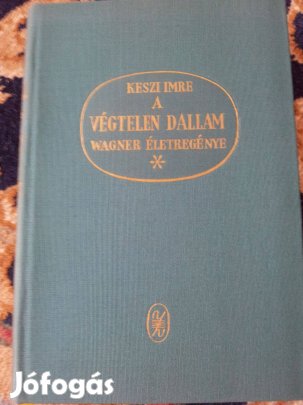 KESZI IMRE
A
VÉGTELEN DALLAM
WAGNER ÉLETREGÉNYE
Jófogás